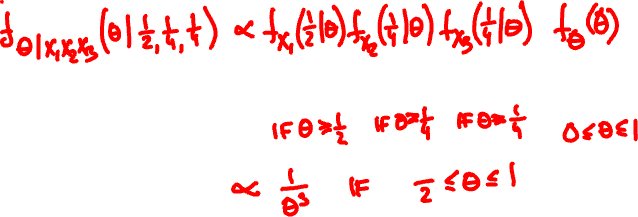 f_{θ|x₁x₂x₃}(θ|1/2, 1/4, 1/4) ∝ f_{x₁}(1/2|θ) f_{x₂}(1/4|θ) f_{x₃}(1/4|θ) f_θ(θ)
IF θ ≥ 1/2 IF θ ≥ 1/4 IF θ ≥ 1/4 0 ≤ θ ≤ 1
∝ 1/θ³ IF /2 ≤ θ ≤ 1